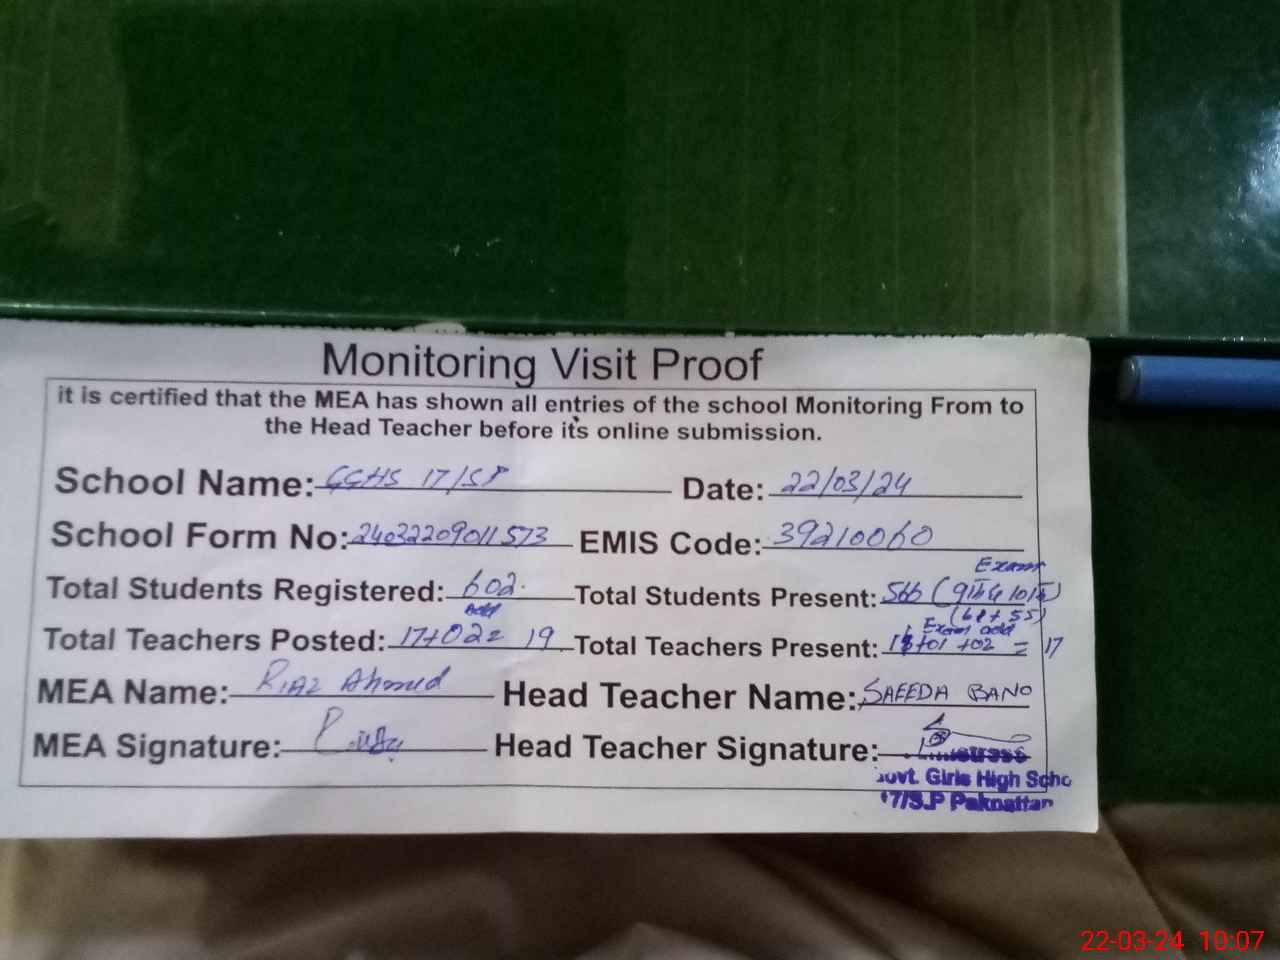 Monitoring Visit Proof
it is certified that the MEA has shown all entries of the school Monitoring From to
the Head Teacher before it's online submission.
School Name: GGHS 17/SP Date: 22/03/24
School Form No: 24032209011573 EMIS Code: 39210060
Exam
Total Students Registered: 602. Total Students Present: 566 (9th & 10th)
(68+55)
Add Exam add
Total Teachers Posted: 17+02= 19 Total Teachers Present: +01 +02 = 17
MEA Name: Riaz Ahmed Head Teacher Name: SAEEDA BANO
MEA Signature: Head Teacher Signature:
Govt. Girls High Scho
17/S.P Pakpattan
22-03-24 10:07